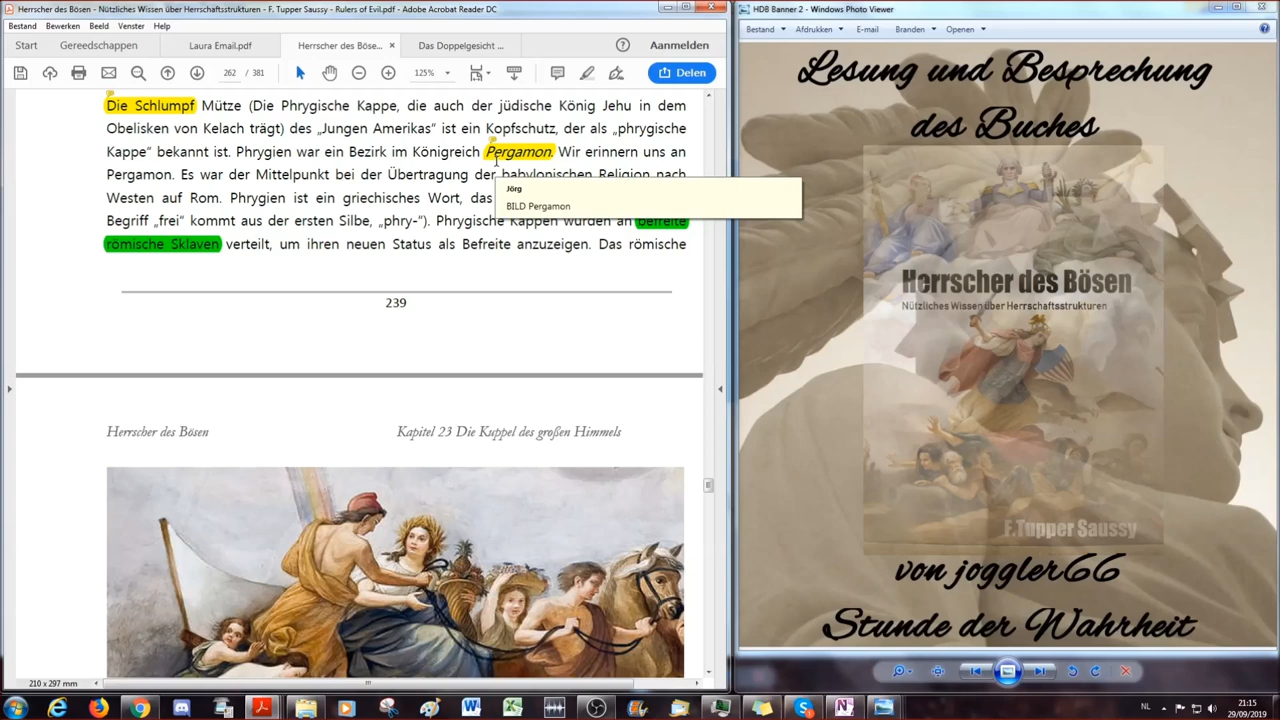 Herrscher des Bösen - Nützliches Wissen über Herrschaftsstrukturen - F. Tupper Saussy - Rulers of Evil.pdf - Adobe Acrobat Reader DC
Bestand Bewerken Beeld Venster Help
Start Gereedschappen Laura Email.pdf Herrscher des Böse... × Das Doppelgesicht ... Aanmelden
262 / 381 125% Delen
Die Schlumpf Mütze (Die Phrygische Kappe, die auch der jüdische König Jehu in dem
Obelisken von Kelach trägt) des „Jungen Amerikas" ist ein Kopfschutz, der als „phrygische
Kappe" bekannt ist. Phrygien war ein Bezirk im Königreich Pergamon. Wir erinnern uns an
Pergamon. Es war der Mittelpunkt bei der Übertragung der babylonischen Religion nach
Westen auf Rom. Phrygien ist ein griechisches Wort, das
Begriff „frei" kommt aus der ersten Silbe, „phry-"). Phrygische Kappen wurden an befreite
römische Sklaven verteilt, um ihren neuen Status als Befreite anzuzeigen. Das römische
Jörg
BILD Pergamon
239
Herrscher des Bösen Kapitel 23 Die Kuppel des großen Himmels
210 x 297 mm
HDB Banner 2 - Windows Photo Viewer
Bestand Afdrukken E-mail Branden Openen
Lesung und Besprechung
des Buches
Herrscher des Bösen
Nützliches Wissen über Herrschaftsstrukturen
F.Tupper Saussy
von joggler66
Stunde der Wahrheit
NL 21:15
29/09/2019